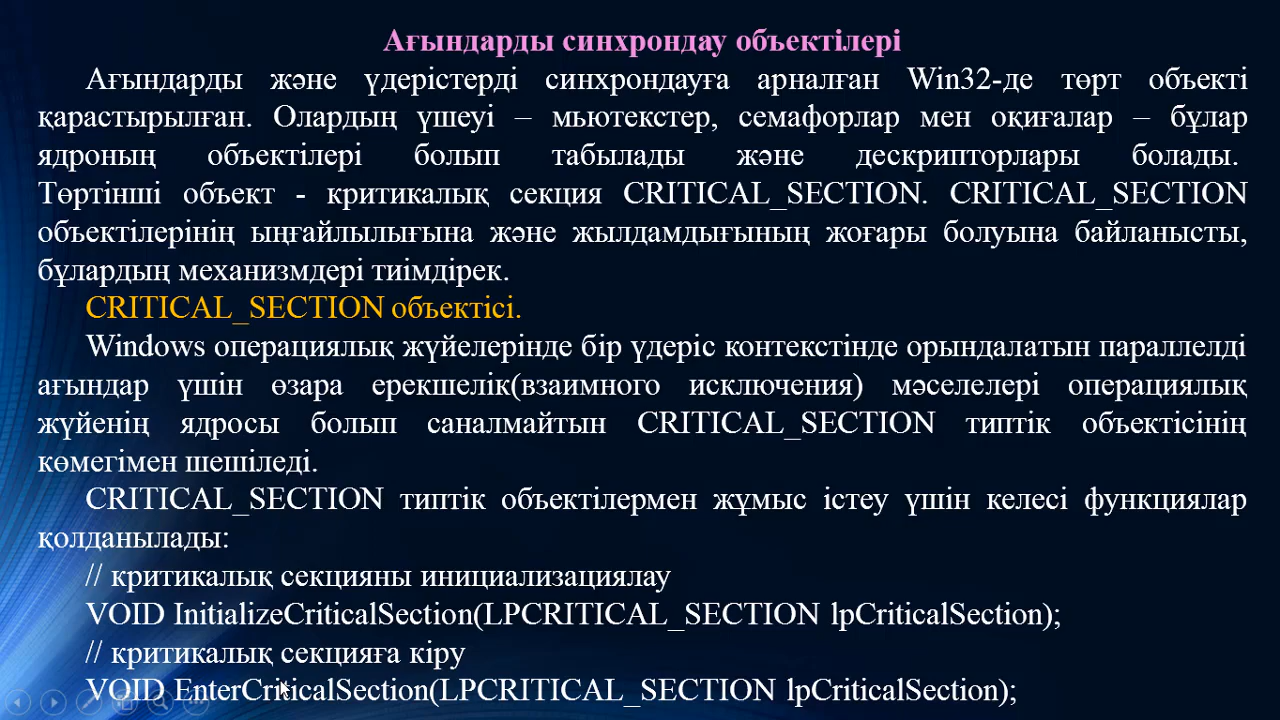 Ағындарды синхрондау объектілері
Ағындарды және үдерістерді синхрондауға арналған Win32-де төрт объекті
қарастырылған. Олардың үшеуі – мьютекстер, семафорлар мен оқиғалар – бұлар
ядроның объектілері болып табылады және дескрипторлары болады.
Төртінші объект - критикалық секция CRITICAL_SECTION. CRITICAL_SECTION
объектілерінің ыңғайлылығына және жылдамдығының жоғары болуына байланысты,
бұлардың механизмдері тиімдірек.
CRITICAL_SECTION объектісі.
Windows операциялық жүйелерінде бір үдеріс контекстінде орындалатын параллелді
ағындар үшін өзара ерекшелік(взаимного исключения) мәселелері операциялық
жүйенің ядросы болып саналмайтын CRITICAL_SECTION типтік объектісінің
көмегімен шешіледі.
CRITICAL_SECTION типтік объектілермен жұмыс істеу үшін келесі функциялар
қолданылады:
// критикалық секцияны инициализациялау
VOID InitializeCriticalSection(LPCRITICAL_SECTION lpCriticalSection);
// критикалық секцияға кіру
VOID EnterCriticalSection(LPCRITICAL_SECTION lpCriticalSection);